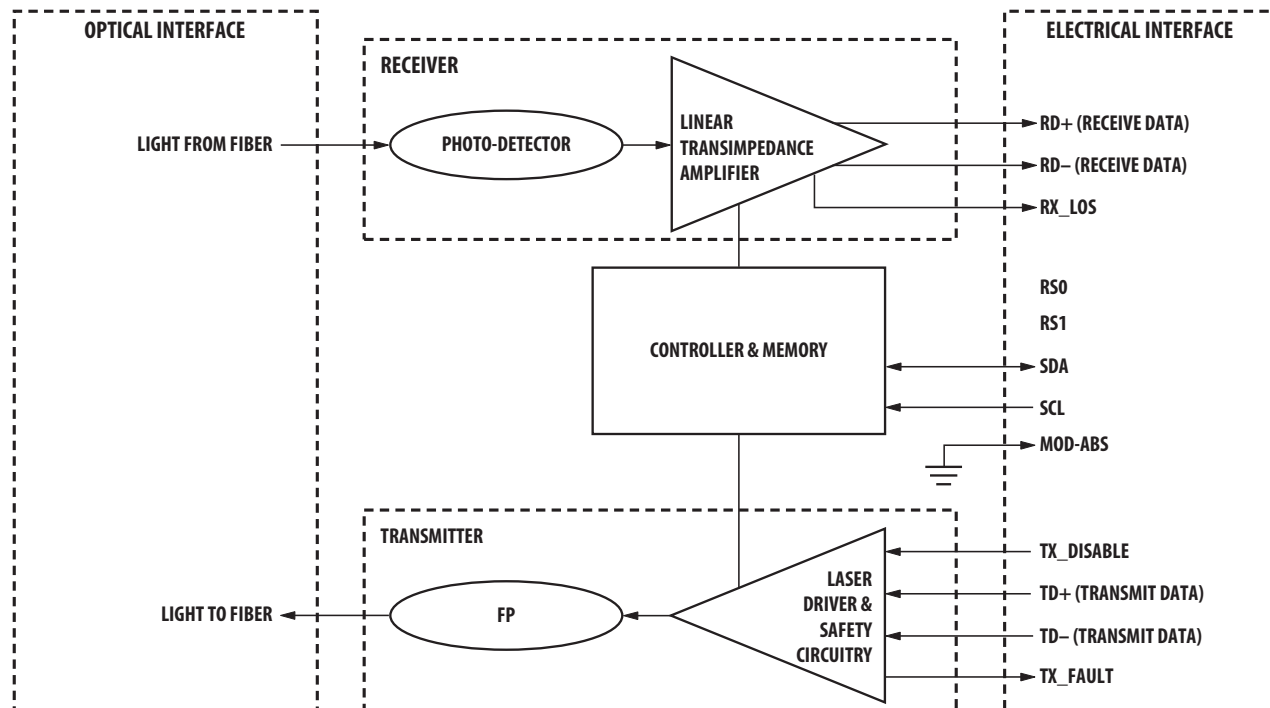 OPTICAL INTERFACE
ELECTRICAL INTERFACE
RECEIVER
LIGHT FROM FIBER
PHOTO-DETECTOR
LINEAR
TRANSIMPEDANCE
AMPLIFIER
RD+ (RECEIVE DATA)
RD– (RECEIVE DATA)
RX_LOS
CONTROLLER & MEMORY
RS0
RS1
SDA
SCL
MOD-ABS
TRANSMITTER
LIGHT TO FIBER
FP
LASER
DRIVER &
SAFETY
CIRCUITRY
TX_DISABLE
TD+ (TRANSMIT DATA)
TD– (TRANSMIT DATA)
TX_FAULT